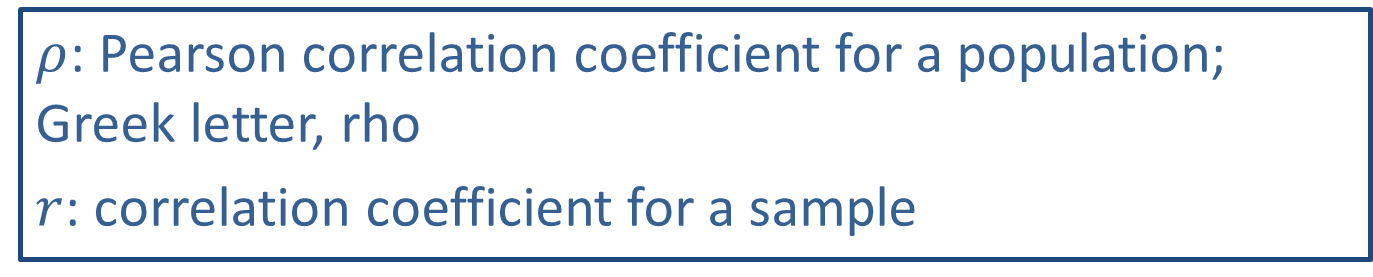 𝜌: Pearson correlation coefficient for a population;
Greek letter, rho
𝑟: correlation coefficient for a sample